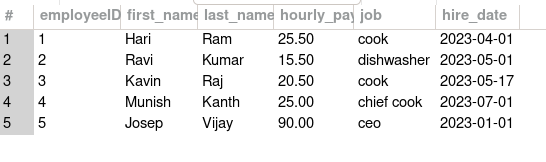 # employeeID first_name last_name hourly_pay job hire_date
1 1 Hari Ram 25.50 cook 2023-04-01
2 2 Ravi Kumar 15.50 dishwasher 2023-05-01
3 3 Kavin Raj 20.50 cook 2023-05-17
4 4 Munish Kanth 25.00 chief cook 2023-07-01
5 5 Josep Vijay 90.00 ceo 2023-01-01